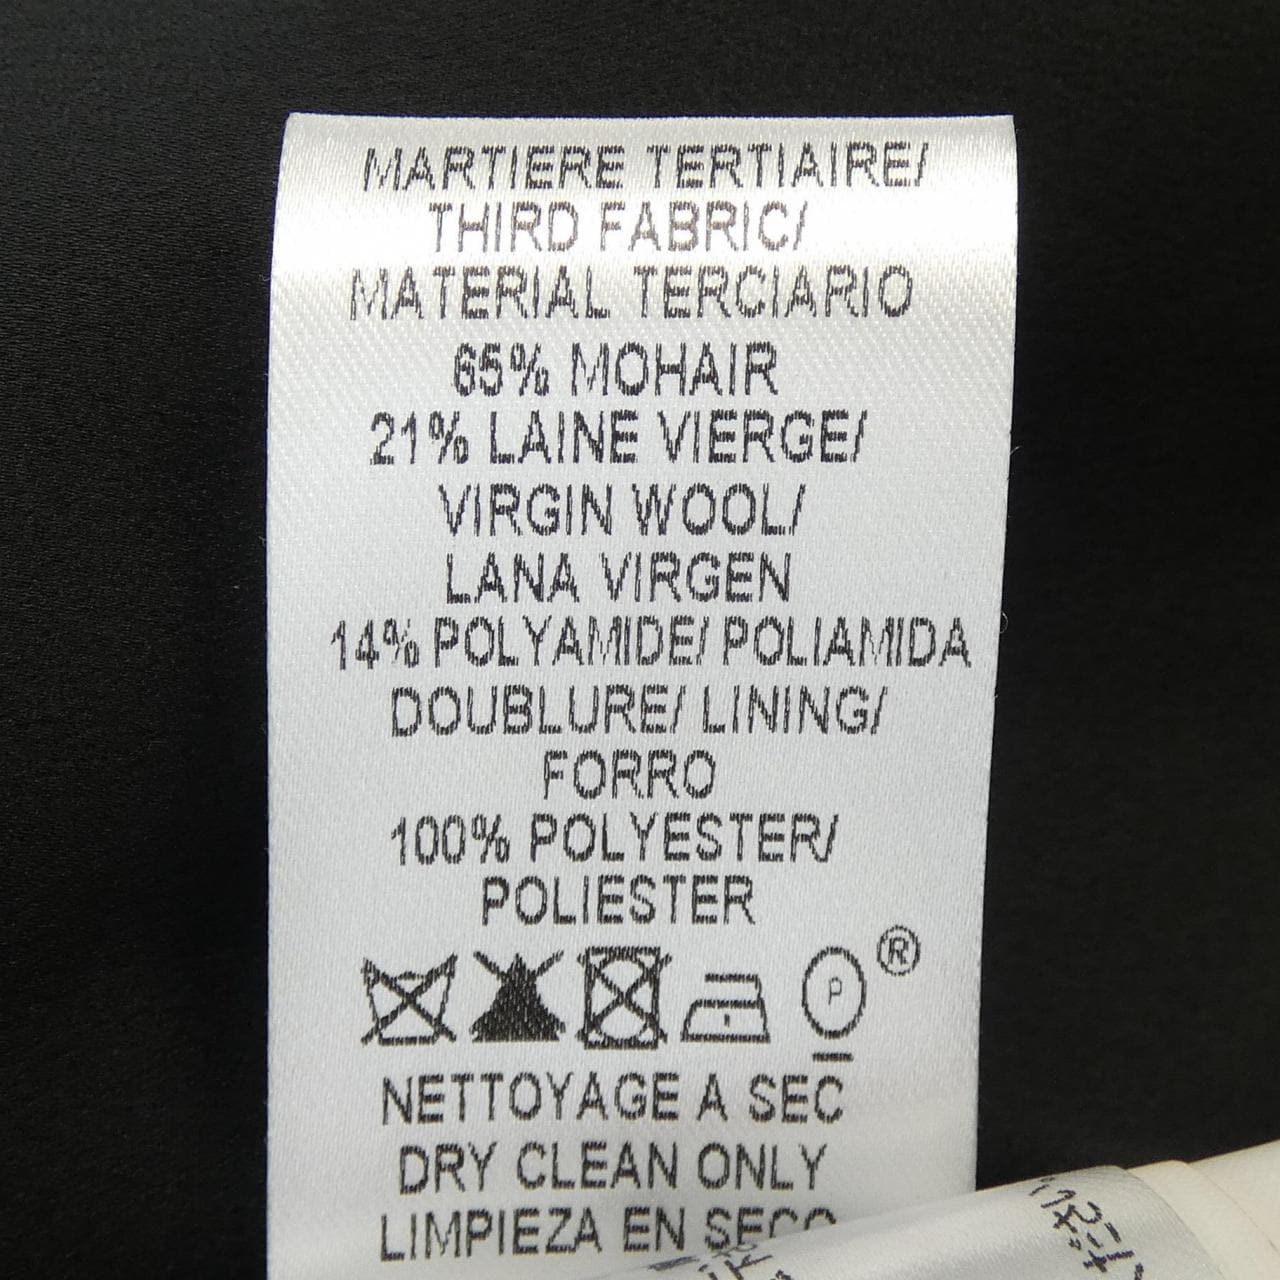 MARTIERE TERTIAIRE/
THIRD FABRIC/
MATERIAL TERCIARIO
65% MOHAIR
21% LAINE VIERGE/
VIRGIN WOOL/
LANA VIRGEN
14% POLYAMIDE/ POLIAMIDA
DOUBLURE/ LINING/
FORRO
100% POLYESTER/
POLIESTER
P ®
NETTOYAGE A SEC
DRY CLEAN ONLY
LIMPIEZA EN SECO